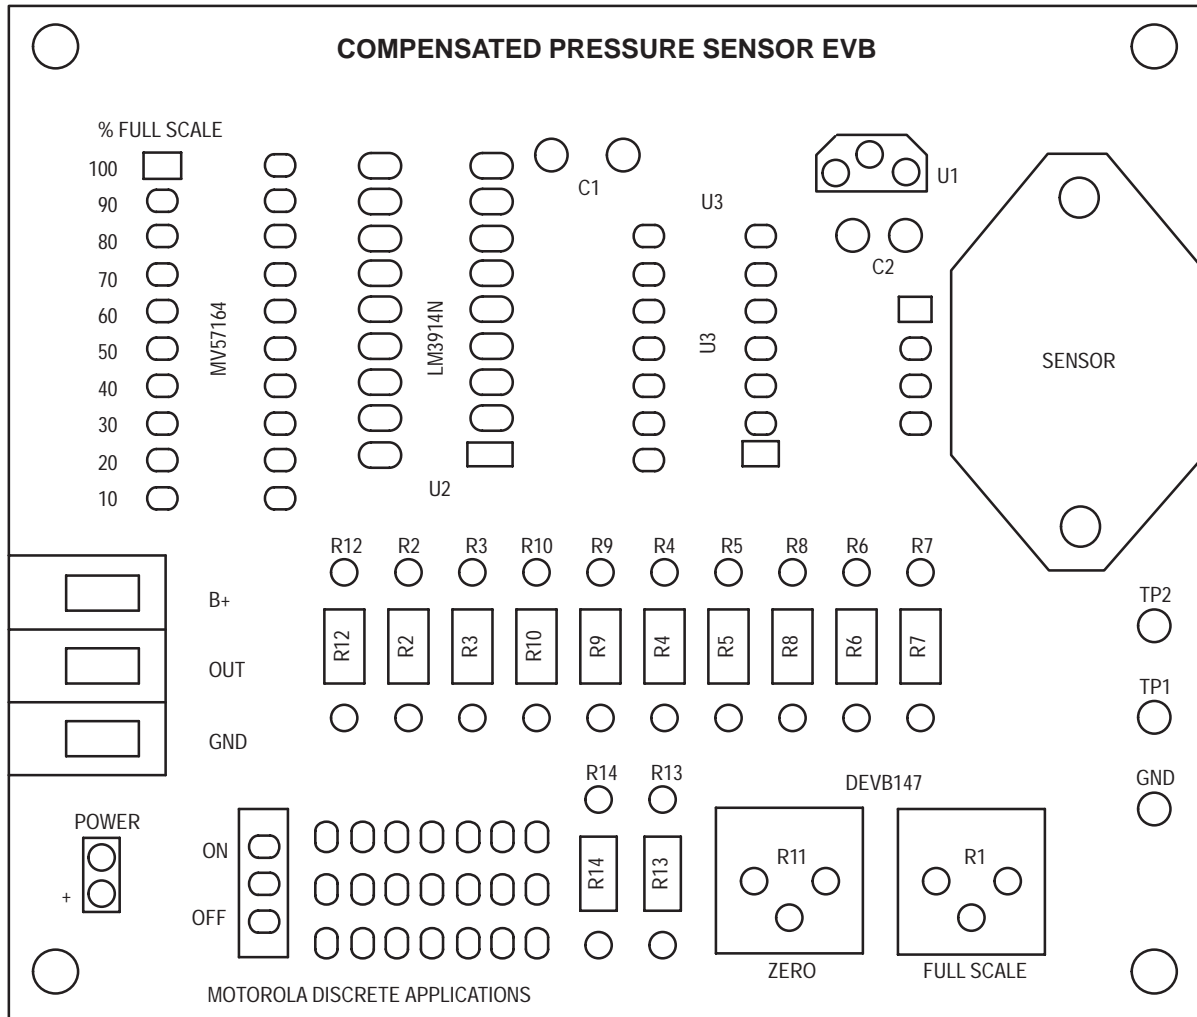 COMPENSATED PRESSURE SENSOR EVB
% FULL SCALE
100
90
80
70
60
50
40
30
20
10
MV57164
LM3914N
U2
C1
U3
U3
U1
C2
SENSOR
R12 R2 R3 R10 R9 R4 R5 R8 R6 R7
R12 R2 R3 R10 R9 R4 R5 R8 R6 R7
B+
OUT
GND
TP2
TP1
GND
POWER
+
ON
OFF
R14 R13
R14 R13
DEVB147
R11
R1
ZERO
FULL SCALE
MOTOROLA DISCRETE APPLICATIONS